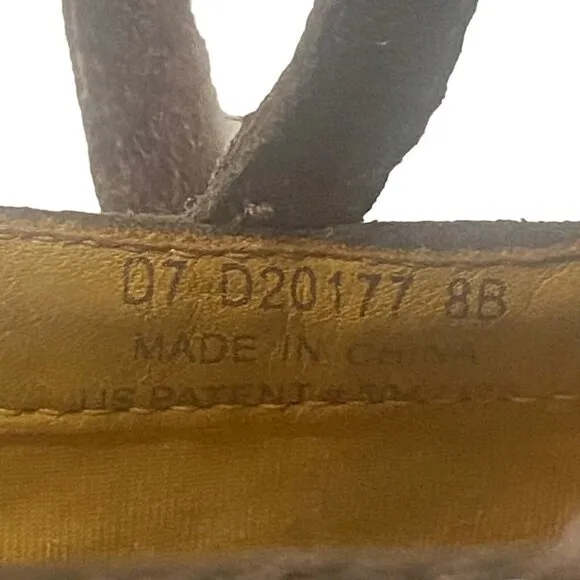 07 D20177 8B
MADE IN CHINA
US PATENT